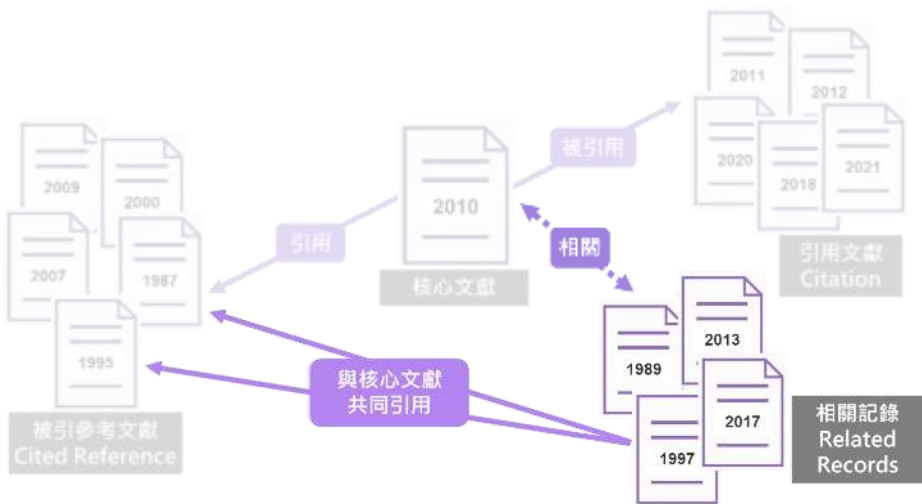 2011
2012
2020
2018
2021
被引用
引用文獻
Citation
2009
2000
2007
1987
1995
引用
2010
核心文獻
相關
被引參考文獻
Cited Reference
與核心文獻
共同引用
1989
2013
1997
2017
相關記錄
Related
Records